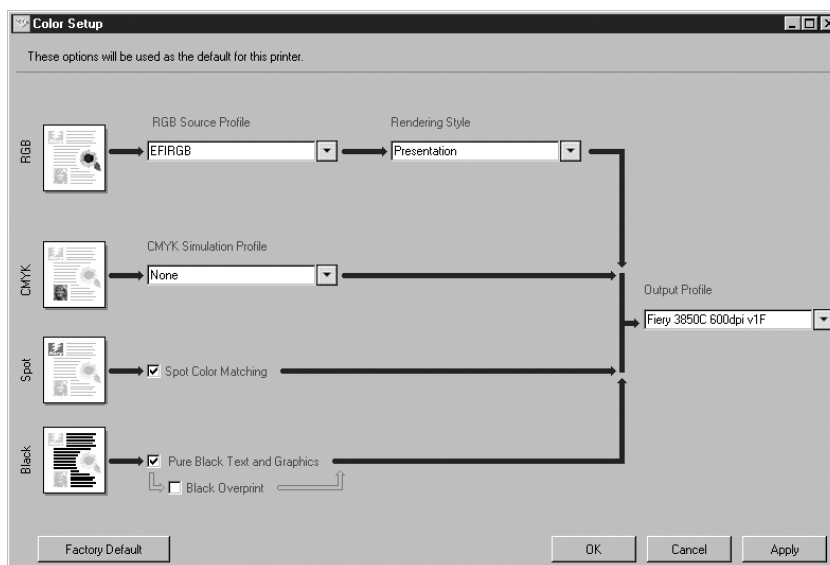 Color Setup
These options will be used as the default for this printer.
RGB
RGB Source Profile
EFIRGB
Rendering Style
Presentation
CMYK
CMYK Simulation Profile
None
Output Profile
Fiery 3850C 600dpi v1F
Spot
Spot Color Matching
Black
Pure Black Text and Graphics
Black Overprint
Factory Default
OK
Cancel
Apply